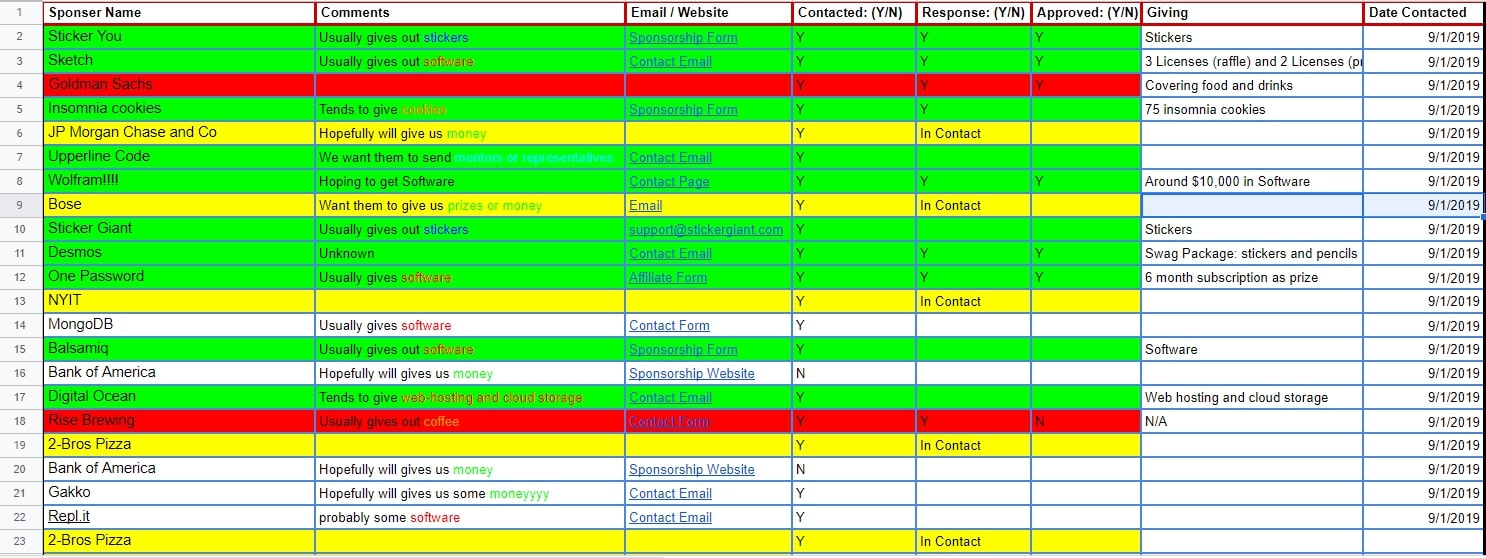 1 Sponser Name Comments Email / Website Contacted: (Y/N) Response: (Y/N) Approved: (Y/N) Giving Date Contacted
2 Sticker You Usually gives out stickers Sponsorship Form Y Y Y Stickers 9/1/2019
3 Sketch Usually gives out software Contact Email Y Y Y 3 Licenses (raffle) and 2 Licenses (pr 9/1/2019
4 Goldman Sachs Y Y Y Covering food and drinks 9/1/2019
5 Insomnia cookies Tends to give cookies Sponsorship Form Y Y 75 insomnia cookies 9/1/2019
6 JP Morgan Chase and Co Hopefully will give us money Y In Contact 9/1/2019
7 Upperline Code We want them to send mentors or representatives Contact Email Y 9/1/2019
8 Wolfram!!!! Hoping to get Software Contact Page Y Y Y Around $10,000 in Software 9/1/2019
9 Bose Want them to give us prizes or money Email Y In Contact 9/1/2019
10 Sticker Giant Usually gives out stickers support@stickergiant.com Y Stickers 9/1/2019
11 Desmos Unknown Contact Email Y Y Y Swag Package: stickers and pencils 9/1/2019
12 One Password Usually gives software Affiliate Form Y Y Y 6 month subscription as prize 9/1/2019
13 NYIT Y In Contact 9/1/2019
14 MongoDB Usually gives software Contact Form Y 9/1/2019
15 Balsamiq Usually gives out software Sponsorship Form Y Software 9/1/2019
16 Bank of America Hopefully will gives us money Sponsorship Website N 9/1/2019
17 Digital Ocean Tends to give web-hosting and cloud storage Contact Email Y Web hosting and cloud storage 9/1/2019
18 Rise Brewing Usually gives out coffee Contact Form Y Y N N/A 9/1/2019
19 2-Bros Pizza Y In Contact 9/1/2019
20 Bank of America Hopefully will gives us money Sponsorship Website N 9/1/2019
21 Gakko Hopefully will gives us some moneyyyy Contact Email Y 9/1/2019
22 Repl.it probably some software Contact Email Y 9/1/2019
23 2-Bros Pizza Y In Contact